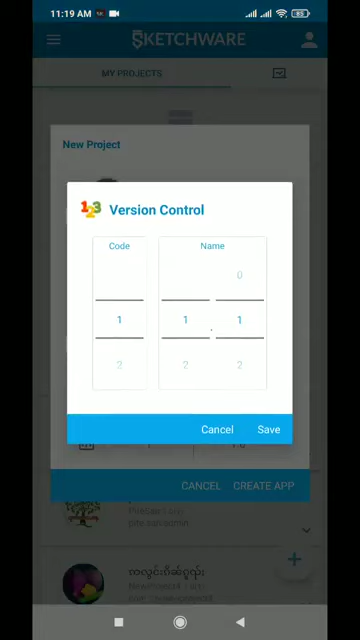 11:19 AM
85
SKETCHWARE
MY PROJECTS
New Project
Version Control
Code
Name
0
1
1
.
1
2
2
2
Cancel
Save
CANCEL
CREATE APP